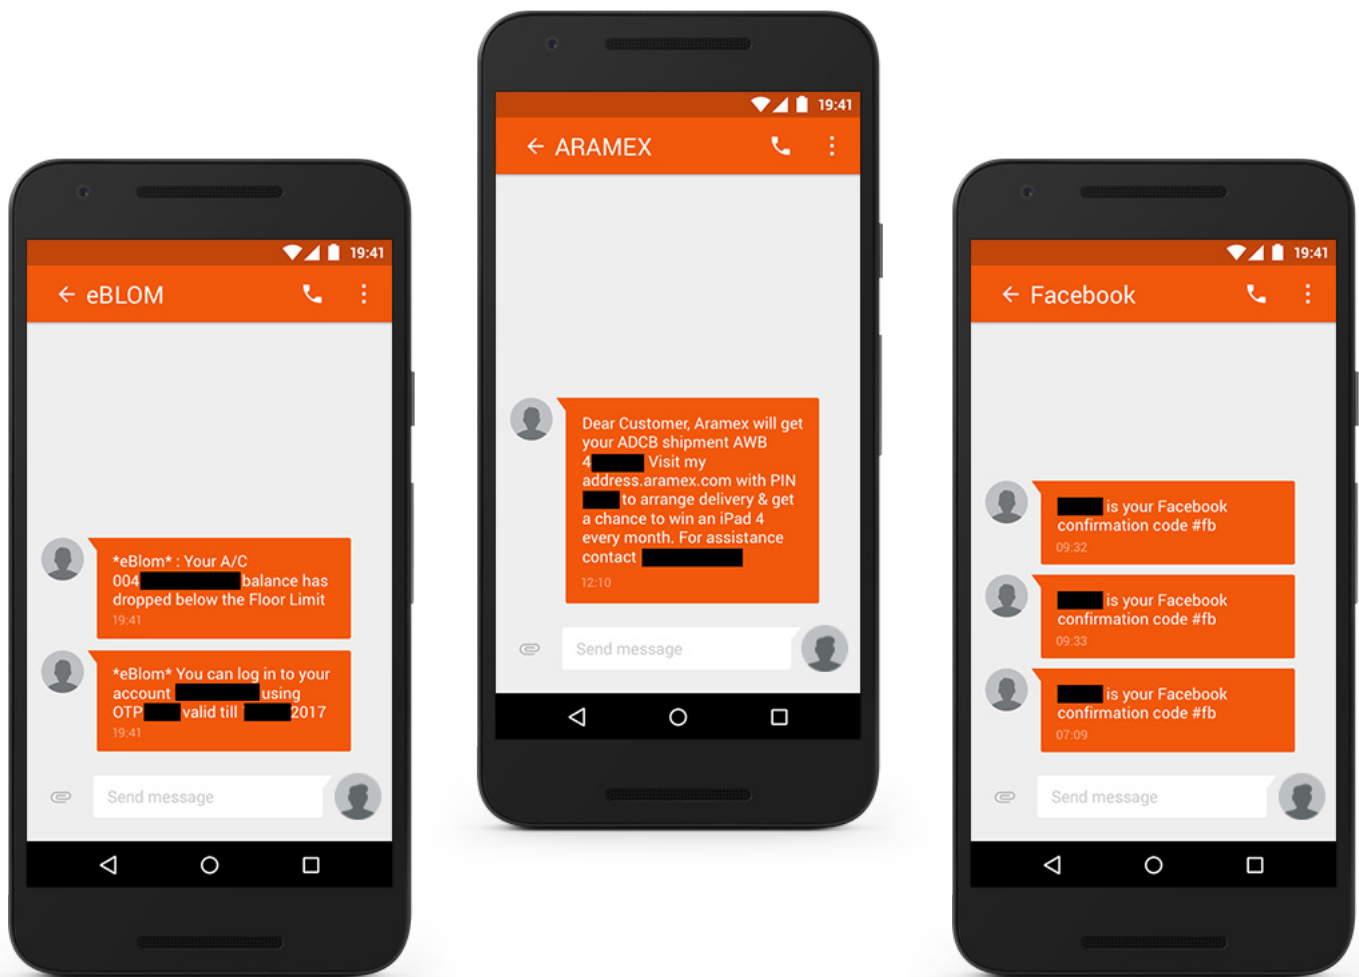 19:41
eBLOM
*eBlom* : Your A/C
004 balance has
dropped below the Floor Limit
19:41
*eBlom* You can log in to your
account using
OTP valid till 2017
19:41
Send message
19:41
ARAMEX
Dear Customer, Aramex will get
your ADCB shipment AWB
4 Visit my
address.aramex.com with PIN
to arrange delivery & get
a chance to win an iPad 4
every month. For assistance
contact
12:10
Send message
19:41
Facebook
is your Facebook
confirmation code #fb
09:32
is your Facebook
confirmation code #fb
09:33
is your Facebook
confirmation code #fb
07:09
Send message